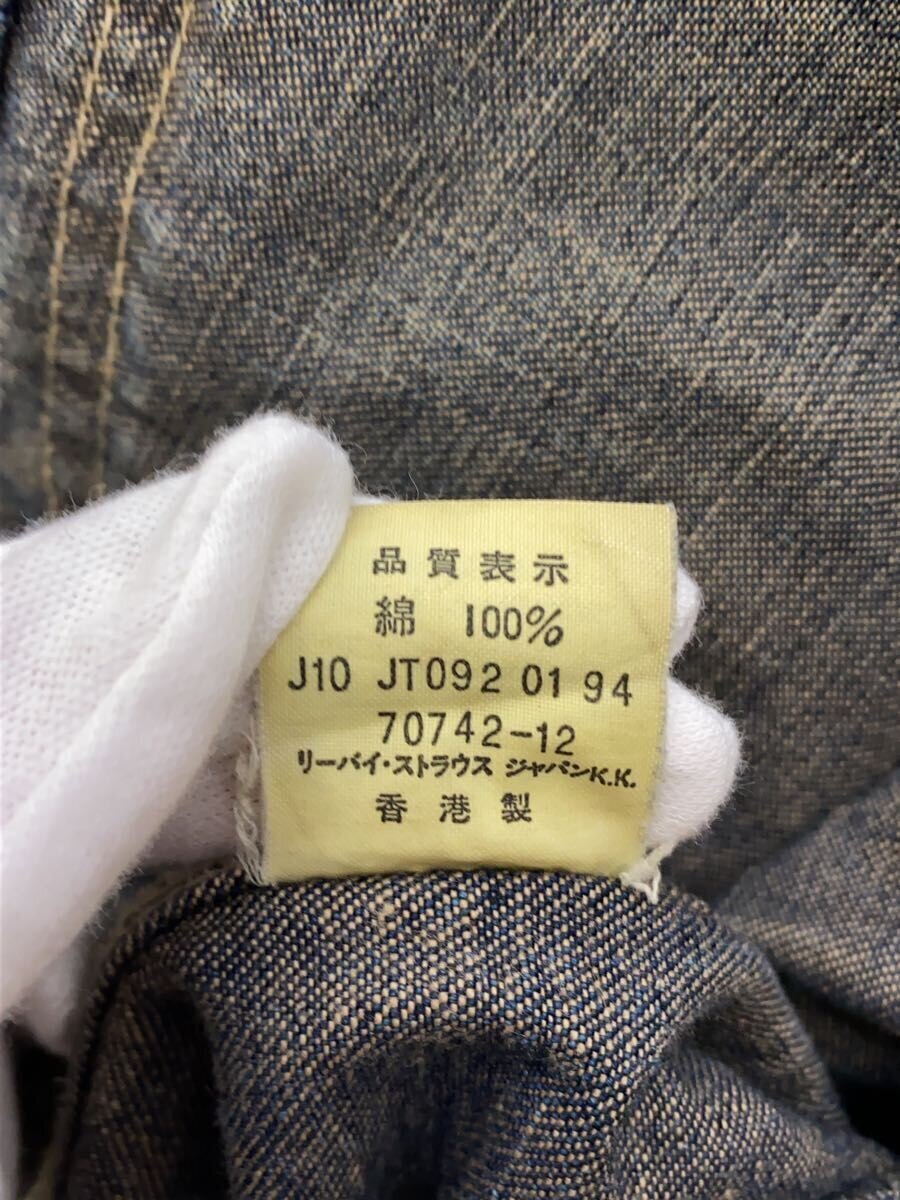 品質表示
綿 100%
J10 JT092 01 94
70742-12
リーバイ・ストラウス ジャパンK.K.
香港製